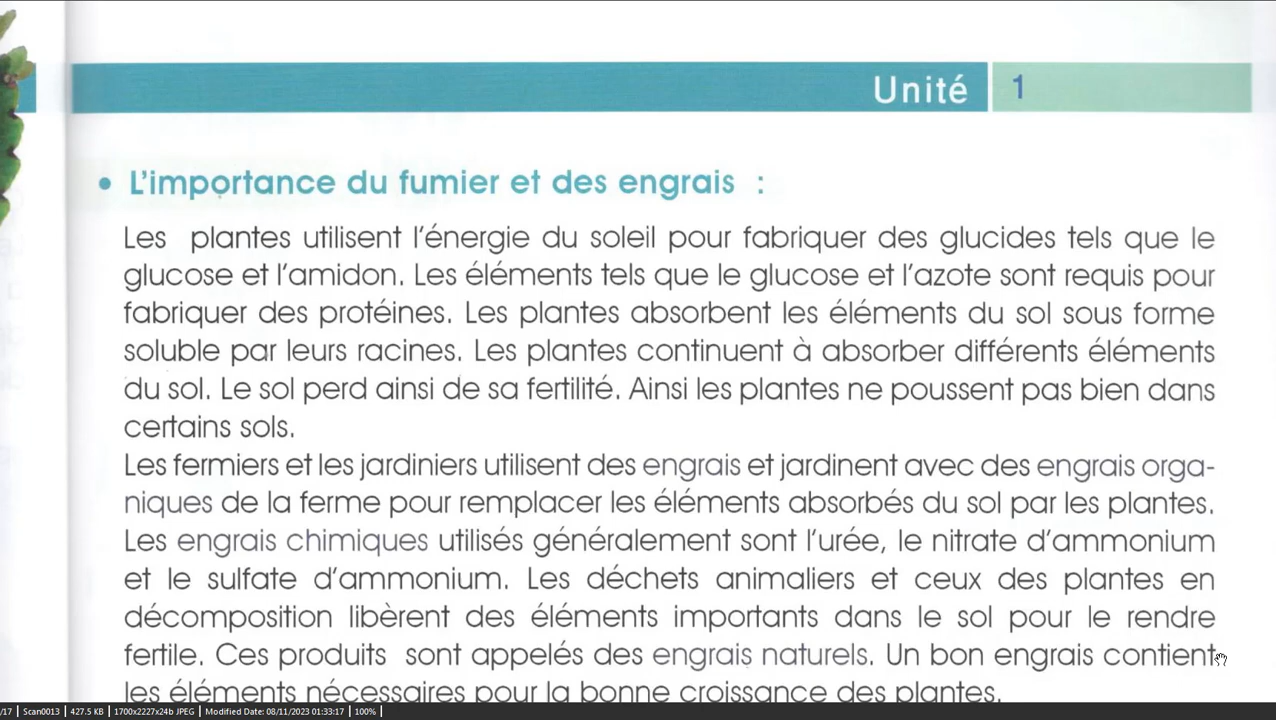 Unité 1
• L'importance du fumier et des engrais :
Les plantes utilisent l'énergie du soleil pour fabriquer des glucides tels que le
glucose et l'amidon. Les éléments tels que le glucose et l'azote sont requis pour
fabriquer des protéines. Les plantes absorbent les éléments du sol sous forme
soluble par leurs racines. Les plantes continuent à absorber différents éléments
du sol. Le sol perd ainsi de sa fertilité. Ainsi les plantes ne poussent pas bien dans
certains sols.
Les fermiers et les jardiniers utilisent des engrais et jardinent avec des engrais orga-
niques de la ferme pour remplacer les éléments absorbés du sol par les plantes.
Les engrais chimiques utilisés généralement sont l'urée, le nitrate d'ammonium
et le sulfate d'ammonium. Les déchets animaliers et ceux des plantes en
décomposition libèrent des éléments importants dans le sol pour le rendre
fertile. Ces produits sont appelés des engrais naturels. Un bon engrais contient
les éléments nécessaires pour la bonne croissance des plantes.
/17 | Scan0013 | 427.5 KB | 1700x2227x24b JPEG | Modified Date: 08/11/2023 01:33:17 | 100% |